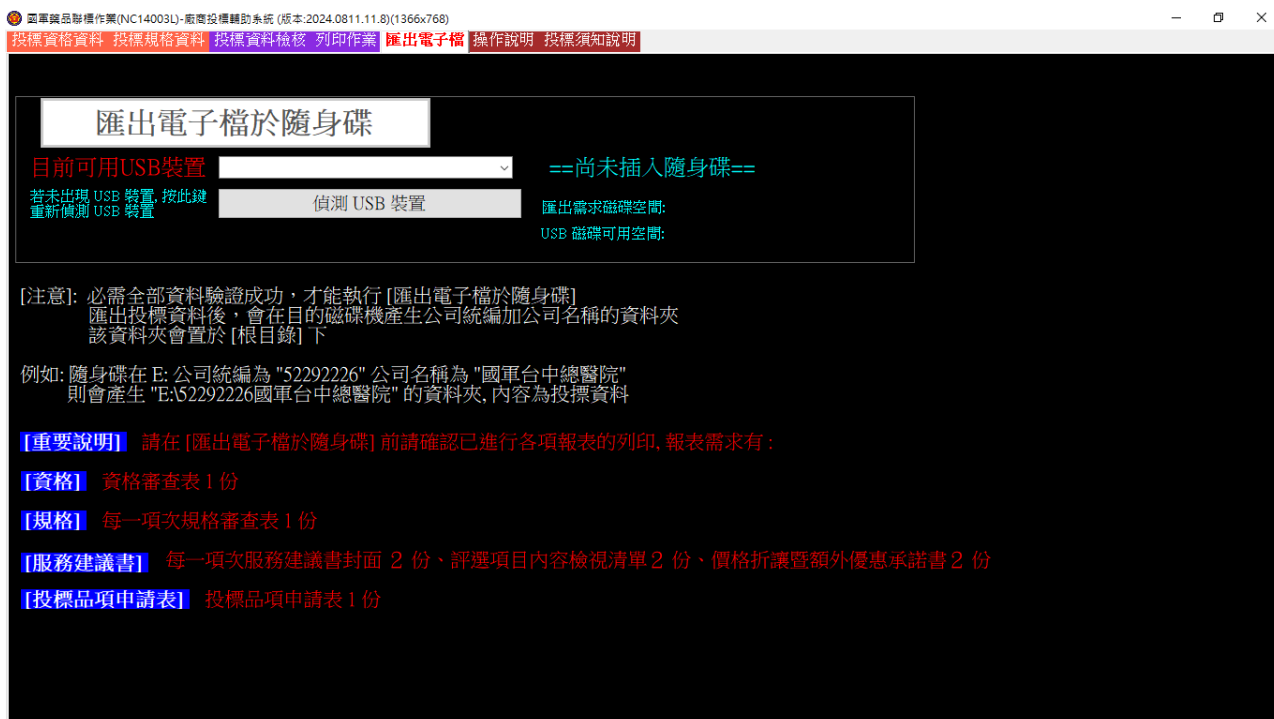 國軍藥品聯標作業(NC14003L)-廠商投標輔助系統 (版本:2024.0811.11.8)(1366x768)
投標資格資料 投標規格資料 投標資料檢核 列印作業 匯出電子檔 操作說明 投標須知說明
匯出電子檔於隨身碟
目前可用USB裝置
==尚未插入隨身碟==
若未出現 USB 裝置, 按此鍵
重新偵測 USB 裝置
偵測 USB 裝置
匯出需求磁碟空間:
USB 磁碟可用空間:
[注意]: 必需全部資料驗證成功，才能執行 [匯出電子檔於隨身碟]
匯出投標資料後，會在目的磁碟機產生公司統編加公司名稱的資料夾
該資料夾會置於 [根目錄] 下
例如: 隨身碟在 E: 公司統編為 "52292226" 公司名稱為 "國軍台中總醫院"
則會產生 "E:\52292226國軍台中總醫院" 的資料夾, 內容為投標資料
[重要說明] 請在 [匯出電子檔於隨身碟] 前請確認已進行各項報表的列印, 報表需求有 :
[資格] 資格審查表 1 份
[規格] 每一項次規格審查表 1 份
[服務建議書] 每一項次服務建議書封面 ２ 份、評選項目內容檢視清單２ 份、價格折讓暨額外優惠承諾書２ 份
[投標品項申請表] 投標品項申請表 1 份